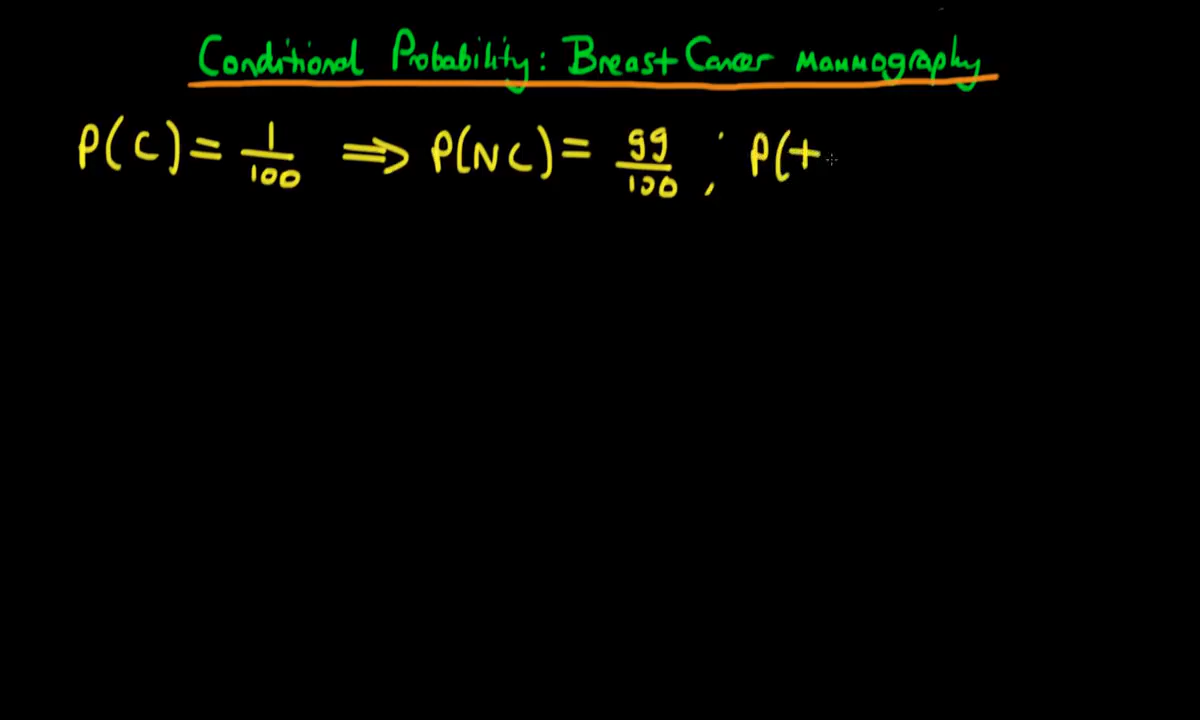 Conditional Probability: Breast Cancer Mammography
P(C) = 1/100 ⟹ P(NC) = 99/100 ; P(+